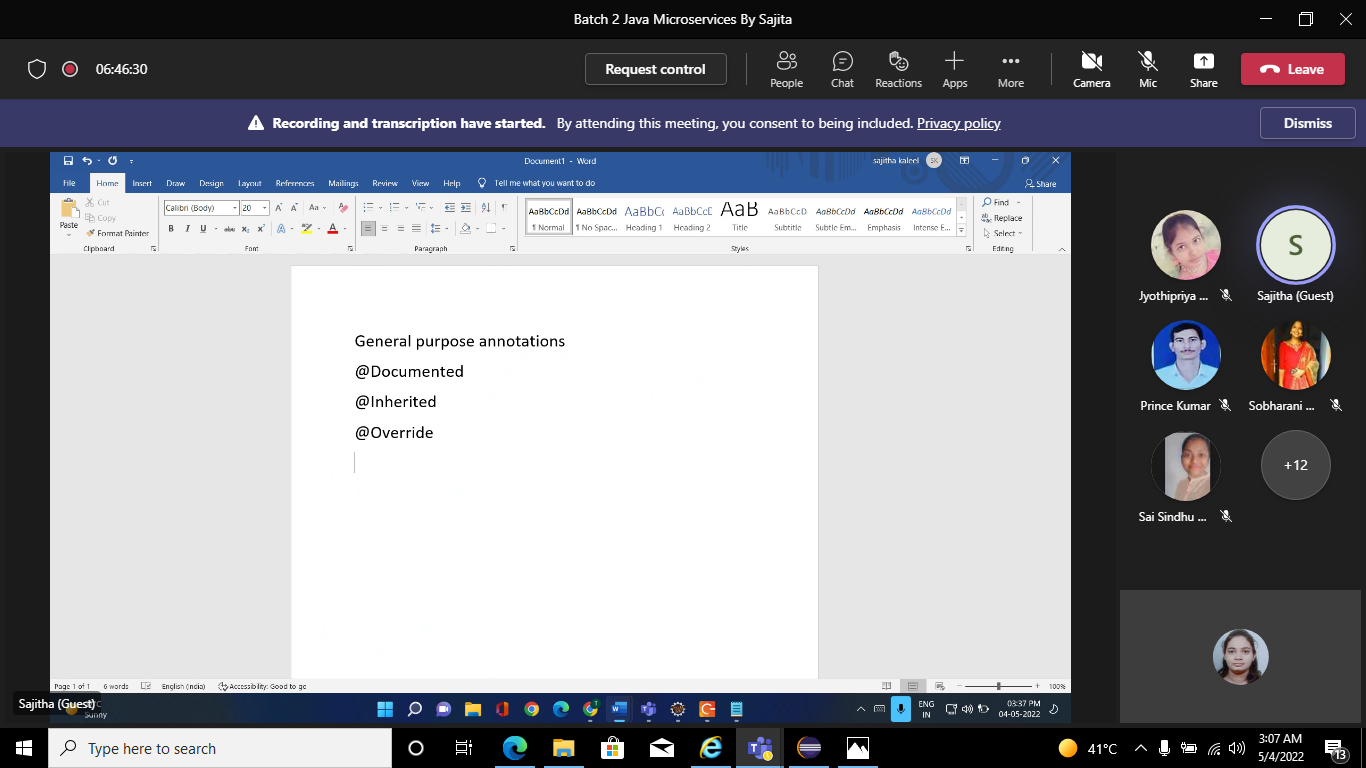 Batch 2 Java Microservices By Sajita
06:46:30
Request control
People
Chat
Reactions
Apps
More
Camera
Mic
Share
Leave
Recording and transcription have started. By attending this meeting, you consent to being included. Privacy policy
Dismiss
Document1 - Word
sajitha kaleel
SK
File Home Insert Draw Design Layout References Mailings Review View Help Tell me what you want to do
Share
Paste
Cut
Copy
Format Painter
Clipboard
Calibri (Body) 20
Font
Paragraph
AaBbCcDd AaBbCcDd AaBbCc AaBbCcE AaB AaBbCcD AaBbCcDd AaBbCcDd AaBbCcDd
¶ Normal ¶ No Spac... Heading 1 Heading 2 Title Subtitle Subtle Em... Emphasis Intense E...
Styles
Find
Replace
Select
Editing
General purpose annotations
@Documented
@Inherited
@Override
Page 1 of 1 6 words English (India) Accessibility: Good to go
100%
Sajitha (Guest)
Sunny
ENG
IN
03:37 PM
04-05-2022
Jyothipriya ...
S
Sajitha (Guest)
Prince Kumar
Sobharani ...
Sai Sindhu ...
+12
Type here to search
41°C
3:07 AM
5/4/2022
13